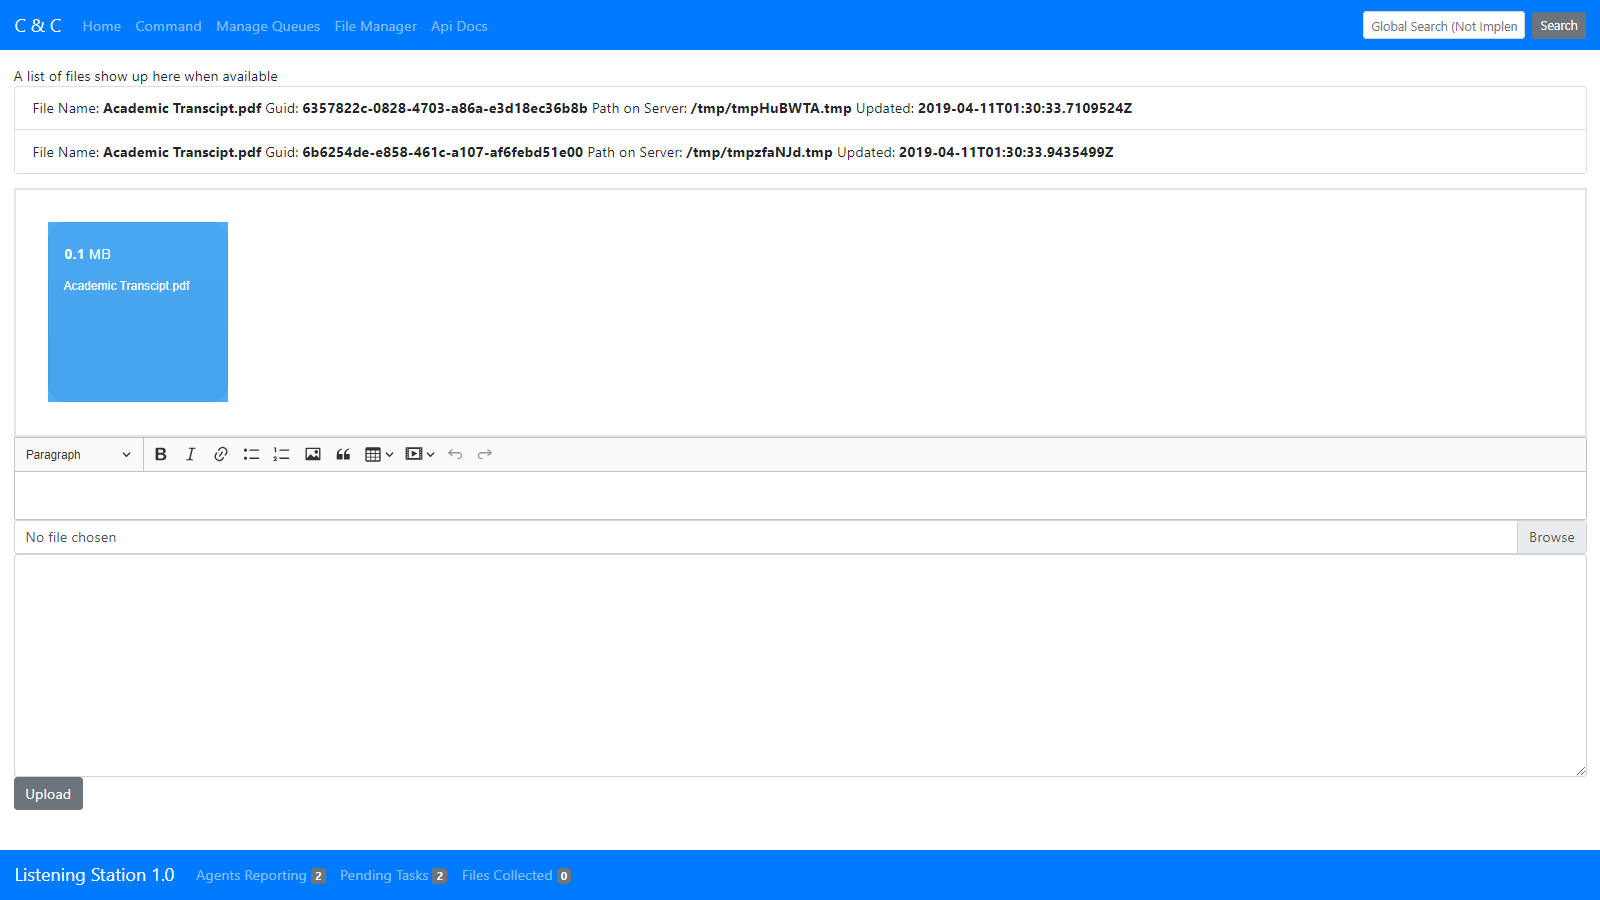 C & C Home Command Manage Queues File Manager Api Docs Global Search (Not Implen Search
A list of files show up here when available
File Name: Academic Transcipt.pdf Guid: 6357822c-0828-4703-a86a-e3d18ec36b8b Path on Server: /tmp/tmpHuBWTA.tmp Updated: 2019-04-11T01:30:33.7109524Z
File Name: Academic Transcipt.pdf Guid: 6b6254de-e858-461c-a107-af6febd51e00 Path on Server: /tmp/tmpzfaNJd.tmp Updated: 2019-04-11T01:30:33.9435499Z
0.1 MB
Academic Transcipt.pdf
Paragraph
No file chosen Browse
Upload
Listening Station 1.0 Agents Reporting 2 Pending Tasks 2 Files Collected 0